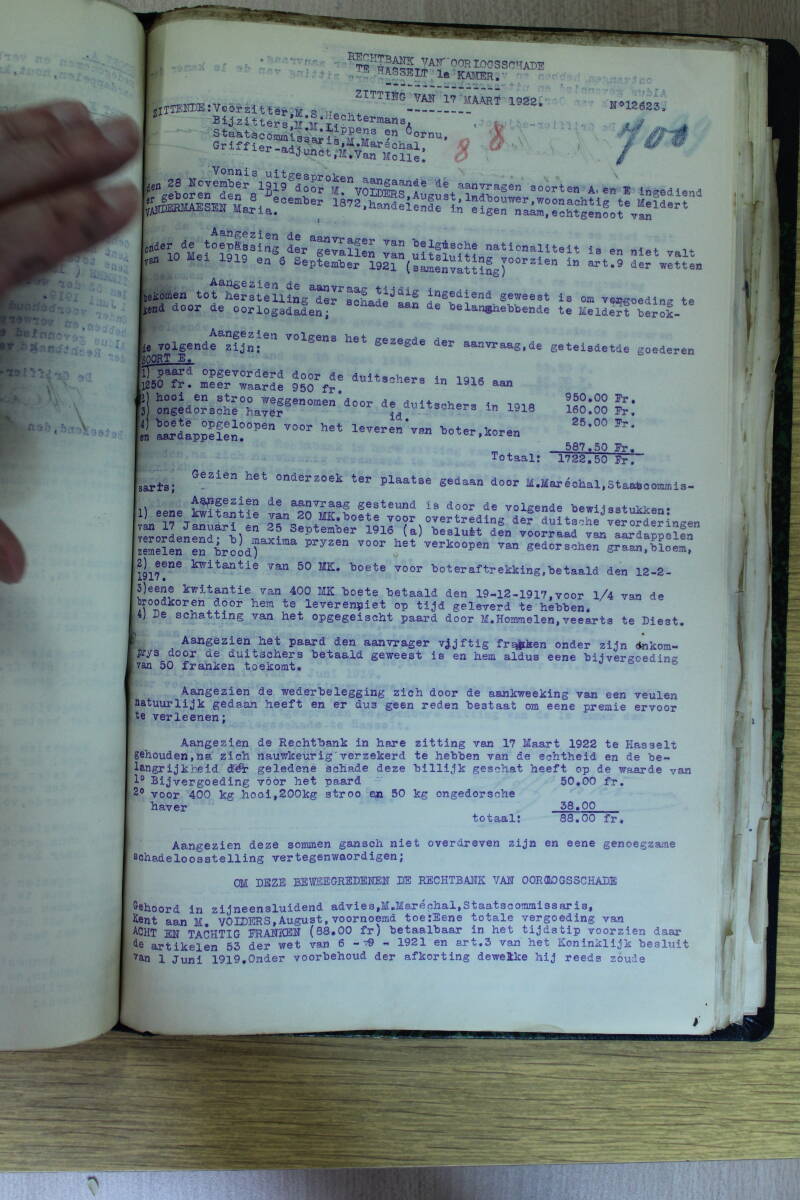 RECHTBANK VAN OORLOGSSCHADE
TE HASSELT 1e KAMER.
ZITTING VAN 17 MAART 1922.
N°12623.
ZITTENDE:Voorzitter,M.S.Hechtermans,
Bijzitters,M.M.Lippens en Cornu,
Staatscommissaris,M.Maréchal,
Griffier-adjunct,M.Van Molle.
8 8
700
Vonnis uitgesproken aangaande de aanvragen soorten A.en E ingediend
den 28 November 1919 door M. VOLDERS,August,lndbouwer,woonachtig te Meldert
er geboren den 8 December 1872,handelende in eigen naam,echtgenoot van
VANDERMAESEN Maria.
Aangezien de aanvrager van belgische nationaliteit is en niet valt
onder de toepassing der gevallen van uitsluiting voorzien in art.9 der wetten
van 10 Mei 1919 en 6 September 1921 (samenvatting)
Aangezien de aanvraag tijdig ingediend geweest is om vergoeding te
bekomen tot herstelling der schade aan de belanghebbende te Meldert berok-
kend door de oorlogsdaden;
Aangezien volgens het gezegde der aanvraag,de geteisdetde goederen
de volgende zijn:
SOORT E.
1) paard opgevorderd door de duitschers in 1916 aan
1250 fr. meer waarde 950 fr. 950.00 Fr.
2) hooi en stroo weggenomen door de duitschers in 1918 160.00 Fr.
3) ongedorsche haver id. 25.00 Fr.
4) boete opgeloopen voor het leveren van boter,koren
en aardappelen. 587.50 Fr.
Totaal: 1722.50 Fr.
Gezien het onderzoek ter plaatse gedaan door M.Maréchal,Staatscommis-
saris;
Aangezien de aanvraag gesteund is door de volgende bewijsstukken:
1) eene kwitantie van 20 MK.boete voor overtreding der duitsche verorderingen
van 17 Januari en 25 September 1916 (a) besluit den voorraad van aardappelen
verordenend; b) maxima pryzen voor het verkoopen van gedorschen graan,bloem,
zemelen en brood)
2) eene kwitantie van 50 MK. boete voor boteraftrekking,betaald den 12-2-
1917.
3)eene kwitantie van 400 MK boete betaald den 19-12-1917,voor 1/4 van de
broodkoren door hem te leveren niet op tijd geleverd te hebben.
4) De schatting van het opgegeischt paard door M.Hommelen,veearts te Diest.
Aangezien het paard den aanvrager vijftig franken onder zijn inkom-
prys door de duitschers betaald geweest is en hem aldus eene bijvergoeding
van 50 franken toekomt.
Aangezien de wederbelegging zich door de aankweeking van een veulen
natuurlijk gedaan heeft en er dus geen reden bestaat om eene premie ervoor
te verleenen;
Aangezien de Rechtbank in hare zitting van 17 Maart 1922 te Hasselt
gehouden,na zich nauwkeurig verzekerd te hebben van de echtheid en de be-
langrijkheid der geledene schade deze billijk geschat heeft op de waarde van
1° Bijvergoeding vöör het paard 50.00 fr.
2° voor 400 kg hooi,200kg stroo en 50 kg ongedorsche
haver 38.00
totaal: 88.00 fr.
Aangezien deze sommen gansch niet overdreven zijn en eene genoegzame
schadeloosstelling vertegenwoordigen;
OM DEZE BEWEEGREDENEN DE RECHTBANK VAN OORLOGSSCHADE
Gehoord in zijneensluidend advies,M.Maréchal,Staatscommissaris,
Kent aan M. VOLDERS,August,voornoemd toe:Eene totale vergoeding van
ACHT EN TACHTIG FRANKEN (88.00 fr) betaalbaar in het tijdstip voorzien daar
de artikelen 53 der wet van 6 - 9 - 1921 en art.3 van het Koninklijk besluit
van 1 Juni 1919.Onder voorbehoud der afkorting dewelke hij reeds zoude